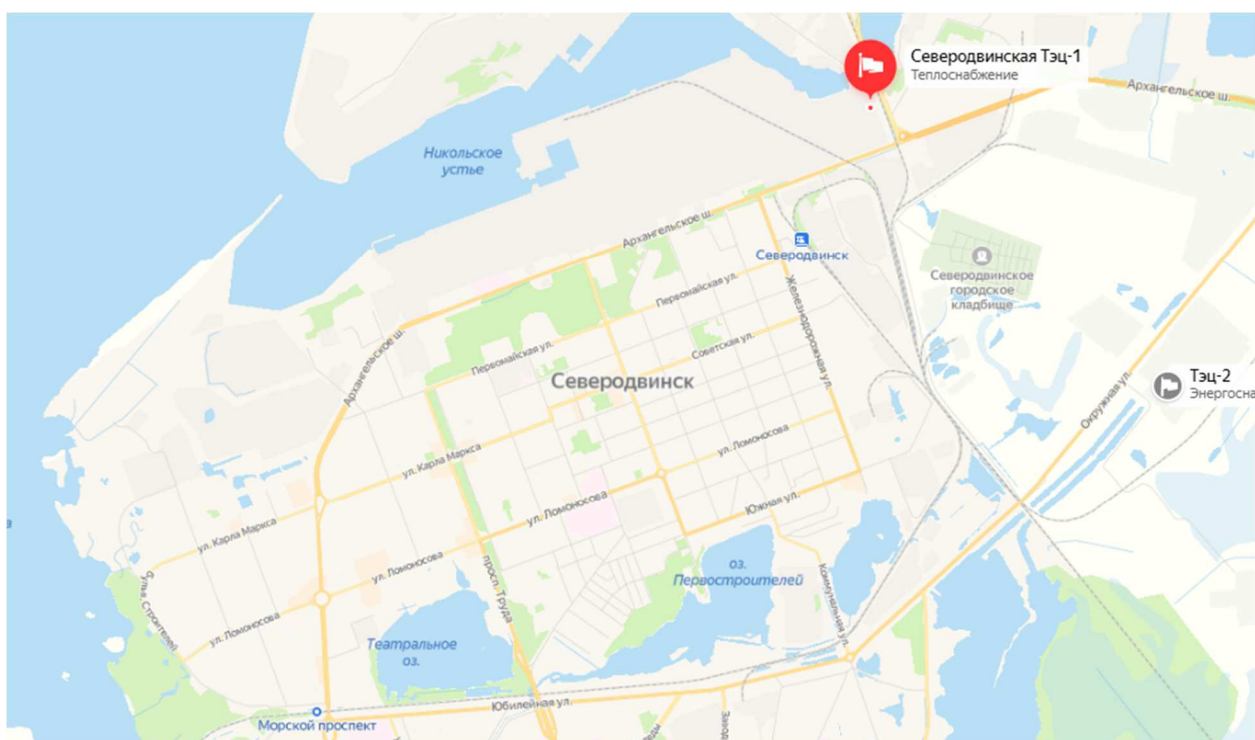 Северодвинская Тэц-1
Теплоснабжение
Архангельское ш.
Никольское
устье
Архангельское ш.
Северодвинск
Северодвинское
городское
кладбище
Первомайская ул.
Железнодорожная ул.
Советская ул.
Первомайская ул.
Архангельское ш.
Северодвинск
Тэц-2
Энергосна
Окружная ул.
ул. Ломоносова
ул. Карла Маркса
Южная ул.
ул. Ломоносова
ул. Карла Маркса
оз.
Первостроителей
ул. Ломоносова
просп. Труда
Коммунальная ул.
Строителей
ул. Ломоносова
Театральное
оз.
Юбилейная ул.
Морской проспект